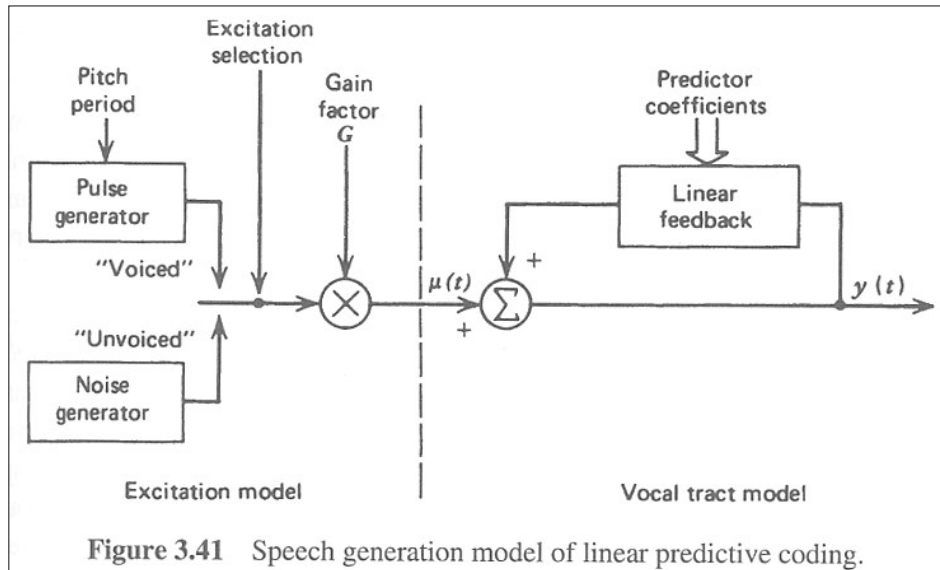 Excitation
selection
Pitch
period
Gain
factor
G
Predictor
coefficients
Pulse
generator
Linear
feedback
"Voiced"
+
μ(t)
y(t)
Σ
+
"Unvoiced"
Noise
generator
Excitation model
Vocal tract model
Figure 3.41 Speech generation model of linear predictive coding.